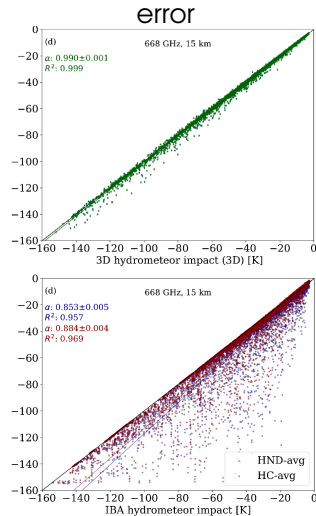 error
0
(d)
668 GHz, 15 km
α: 0.990±0.001
R²: 0.999
−20
−40
−60
−80
−100
−120
−140
−160
−160 −140 −120 −100 −80 −60 −40 −20 0
3D hydrometeor impact (3D) [K]
0
(d)
668 GHz, 15 km
α: 0.853±0.005
R²: 0.957
α: 0.884±0.004
R²: 0.969
−20
−40
−60
−80
−100
−120
−140
−160
HND-avg
HC-avg
−160 −140 −120 −100 −80 −60 −40 −20 0
IBA hydrometeor impact [K]